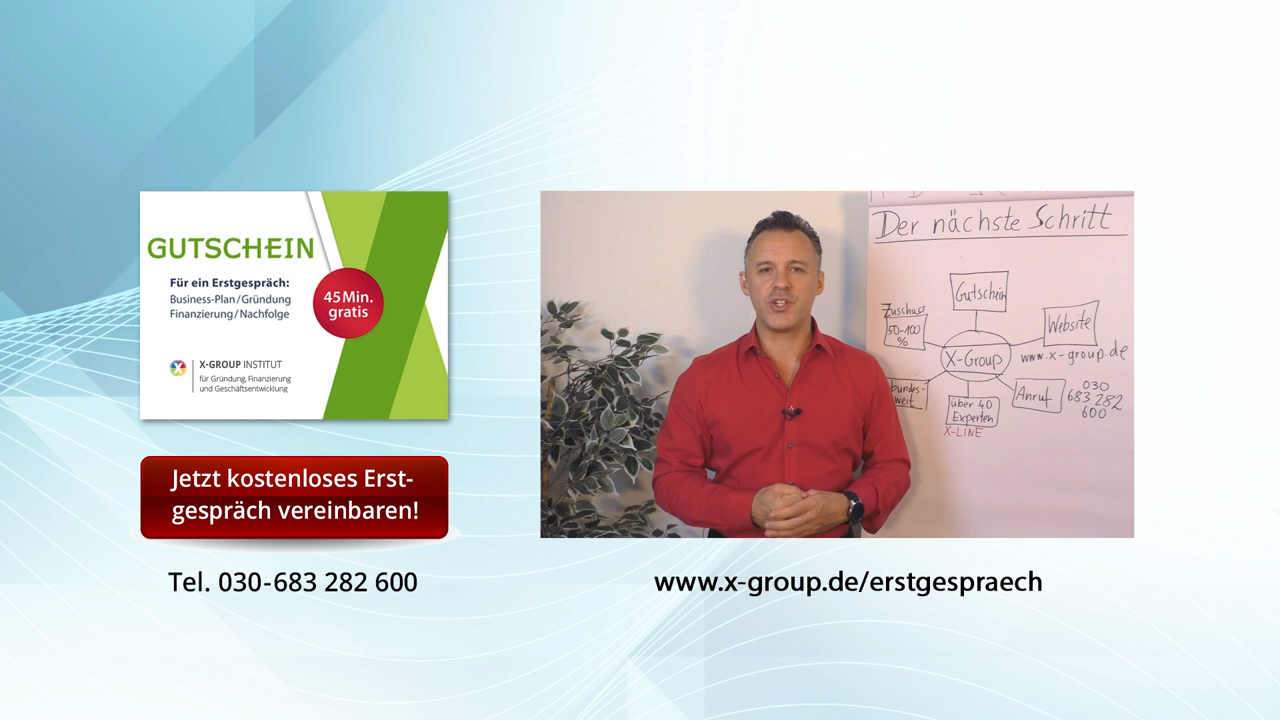 GUTSCHEIN
Für ein Erstgespräch:
Business-Plan/Gründung
Finanzierung/Nachfolge
45 Min.
gratis
X-GROUP INSTITUT
für Gründung, Finanzierung
und Geschäftsentwicklung
Jetzt kostenloses Erst-
gespräch vereinbaren!
Tel. 030-683 282 600
Der nächste Schritt
Gutschein
Zuschuss
50-100
%
Website
www.x-group.de
X-Group
bundes-
weit
über 40
Experten
X-LINE
Anruf
030
683 282
600
www.x-group.de/erstgespraech